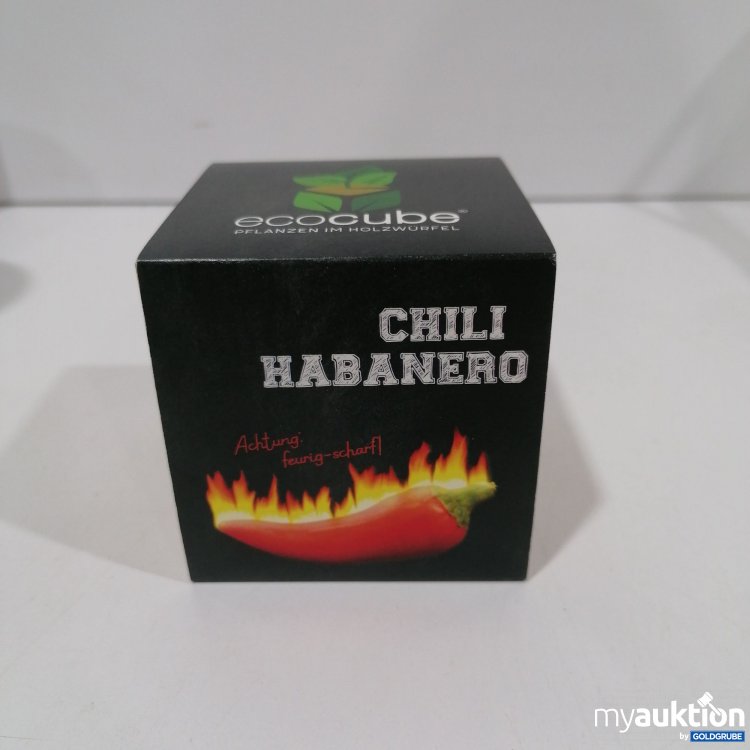 ecocube®
PFLANZEN IM HOLZWÜRFEL
CHILI
HABANERO
Achtung:
feurig-scharf!
myauktion
by GOLDGRUBE